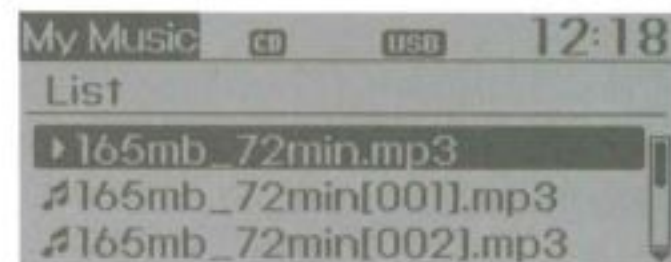 My Music CD USB 12:18
List
165mb_72min.mp3
165mb_72min[001].mp3
165mb_72min[002].mp3